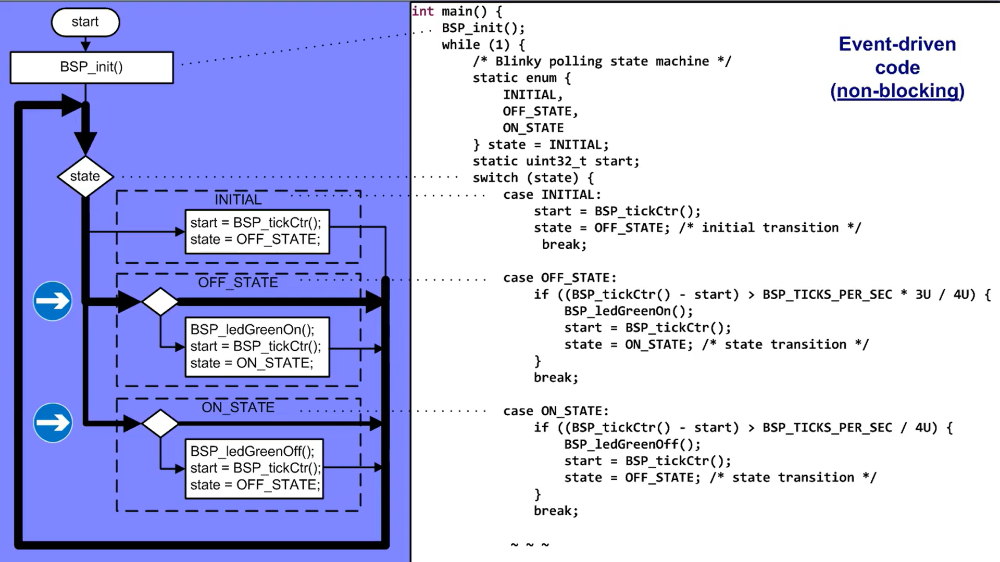 start
BSP_init()
state
INITIAL
start = BSP_tickCtr();
state = OFF_STATE;
OFF_STATE
BSP_ledGreenOn();
start = BSP_tickCtr();
state = ON_STATE;
ON_STATE
BSP_ledGreenOff();
start = BSP_tickCtr();
state = OFF_STATE;
int main() {
BSP_init();
while (1) {
/* Blinky polling state machine */
static enum {
INITIAL,
OFF_STATE,
ON_STATE
} state = INITIAL;
static uint32_t start;
switch (state) {
case INITIAL:
start = BSP_tickCtr();
state = OFF_STATE; /* initial transition */
break;
case OFF_STATE:
if ((BSP_tickCtr() - start) > BSP_TICKS_PER_SEC * 3U / 4U) {
BSP_ledGreenOn();
start = BSP_tickCtr();
state = ON_STATE; /* state transition */
}
break;
case ON_STATE:
if ((BSP_tickCtr() - start) > BSP_TICKS_PER_SEC / 4U) {
BSP_ledGreenOff();
start = BSP_tickCtr();
state = OFF_STATE; /* state transition */
}
break;
~ ~ ~
Event-driven
code
(non-blocking)